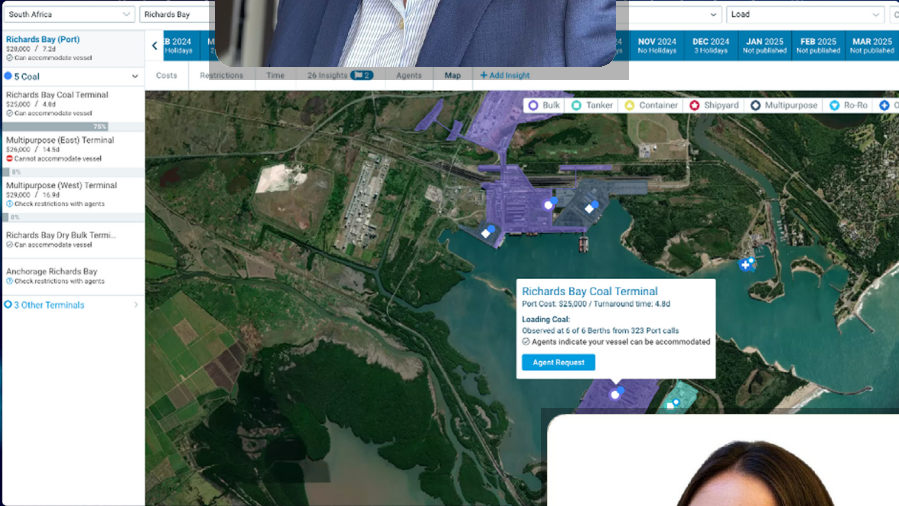 South Africa
Richards Bay
Load
Richards Bay (Port)
$28,000 / 7.2d
Can accommodate vessel
5 Coal
Richards Bay Coal Terminal
$25,000 / 4.8d
Can accommodate vessel
75%
Multipurpose (East) Terminal
$26,000 / 14.5d
Cannot accommodate vessel
8%
Multipurpose (West) Terminal
$29,000 / 16.9d
Check restrictions with agents
6%
Richards Bay Dry Bulk Termi...
Can accommodate vessel
Anchorage Richards Bay
Check restrictions with agents
3 Other Terminals
2024
Holidays
NOV 2024
No Holidays
DEC 2024
3 Holidays
JAN 2025
Not published
FEB 2025
Not published
MAR 2025
Not published
Costs
Restrictions
Time
26 Insights
2
Agents
Map
+ Add Insight
Bulk
Tanker
Container
Shipyard
Multipurpose
Ro-Ro
Richards Bay Coal Terminal
Port Cost: $25,000 / Turnaround time: 4.8d
Loading Coal:
Observed at 6 of 6 Berths from 323 Port calls
Agents indicate your vessel can be accommodated
Agent Request